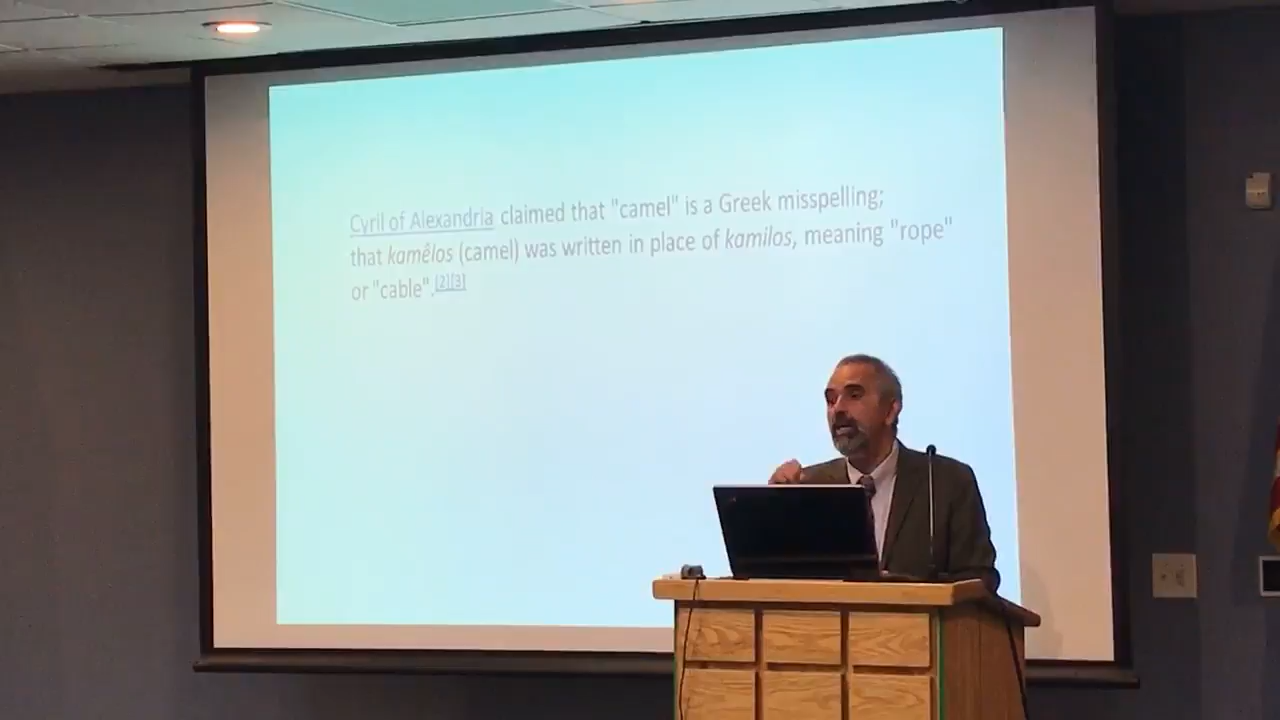 Cyril of Alexandria claimed that "camel" is a Greek misspelling;
that kamêlos (camel) was written in place of kamilos, meaning "rope"
or "cable".[2][3]